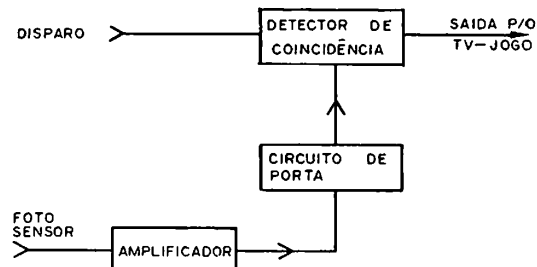 DISPARO
DETECTOR DE
COINCIDÊNCIA
SAIDA P/O
TV-JOGO
CIRCUITO DE
PORTA
FOTO
SENSOR
AMPLIFICADOR